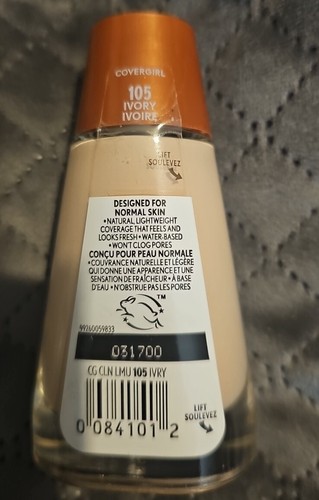 COVERGIRL
105
IVORY
IVOIRE
LIFT
SOULEVEZ
DESIGNED FOR
NORMAL SKIN
• NATURAL, LIGHTWEIGHT
COVERAGE THAT FEELS AND
LOOKS FRESH • WATER-BASED
• WON'T CLOG PORES
CONÇU POUR PEAU NORMALE
• COUVRANCE NATURELLE ET LÉGÈRE
QUI DONNE UNE APPARENCE ET UNE
SENSATION DE FRAÎCHEUR • À BASE
D'EAU • N'OBSTRUE PAS LES PORES
TM
99260059833
031700
CG CLN LMU 105 IVRY
0 084101 2
LIFT
SOULEVEZ